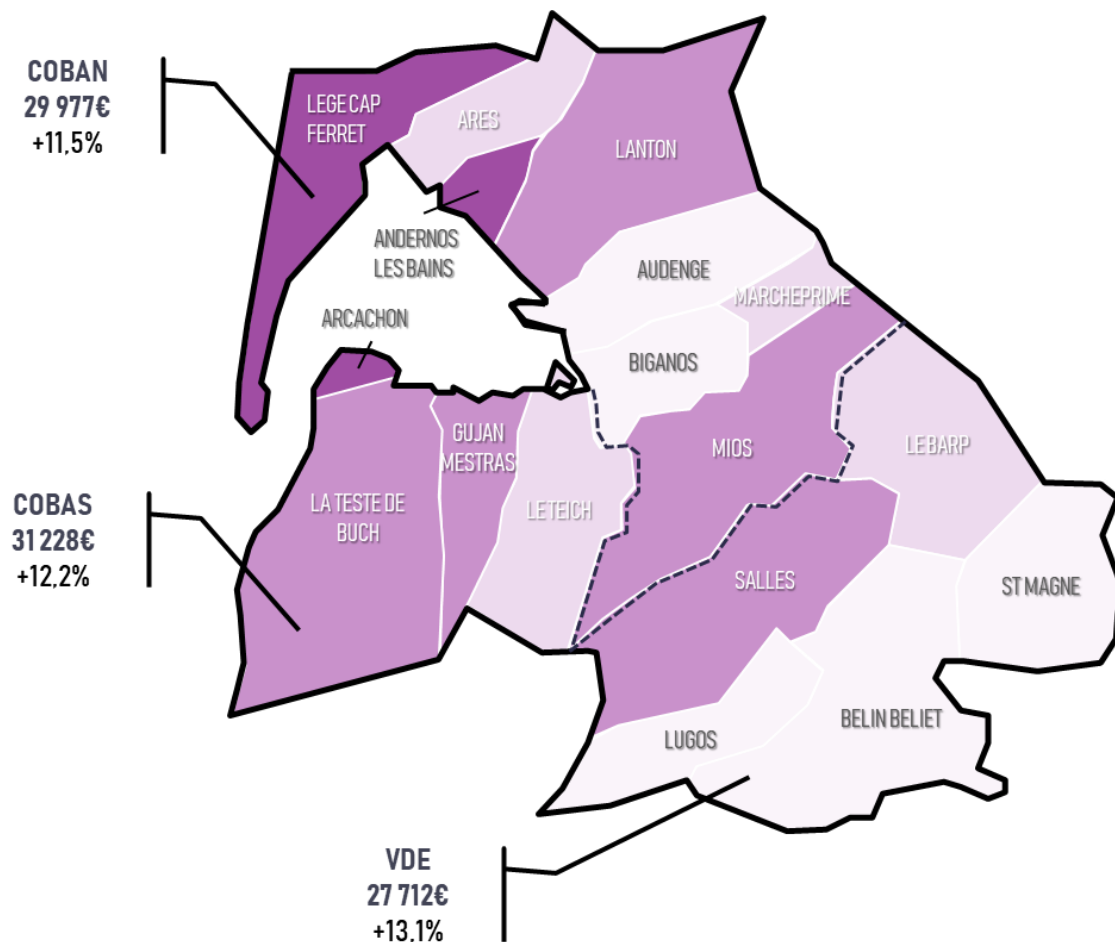 COBAN
29 977€
+11,5%
LEGE CAP
FERRET
ARES
LANTON
ANDERNOS
LES BAINS
AUDENGE
MARCHEPRIME
ARCACHON
BIGANOS
GUJAN
MESTRAS
MIOS
LE BARP
COBAS
31 228€
+12,2%
LA TESTE DE
BUCH
LE TEICH
SALLES
ST MAGNE
BELIN BELIET
LUGOS
VDE
27 712€
+13,1%